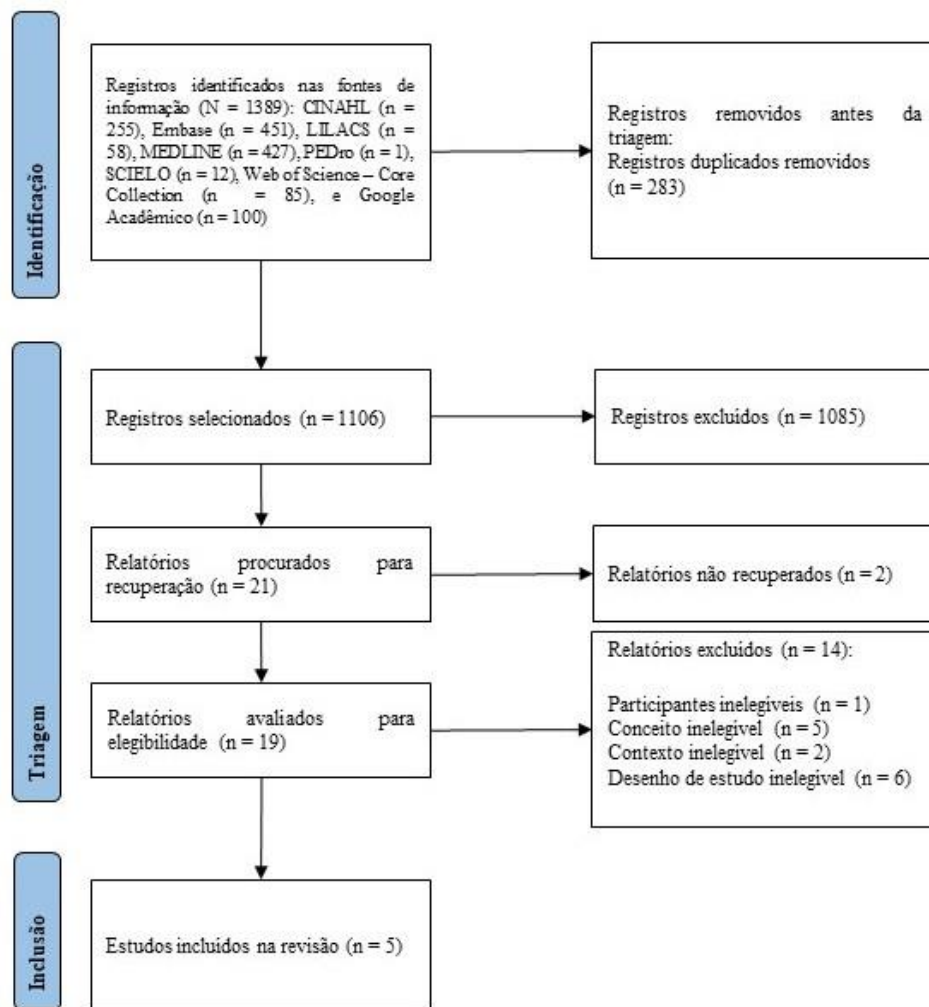 Identificação
Registros identificados nas fontes de
informação (N = 1389): CINAHL (n =
255), Embase (n = 451), LILACS (n =
58), MEDLINE (n = 427), PEDro (n = 1),
SCIELO (n = 12), Web of Science – Core
Collection (n = 85), e Google
Acadêmico (n = 100)
Registros removidos antes da
triagem:
Registros duplicados removidos
(n = 283)
Triagem
Registros selecionados (n = 1106)
Registros excluídos (n = 1085)
Relatórios procurados para
recuperação (n = 21)
Relatórios não recuperados (n = 2)
Relatórios avaliados para
elegibilidade (n = 19)
Relatórios excluídos (n = 14):
Participantes inelegíveis (n = 1)
Conceito inelegivel (n = 5)
Contexto inelegivel (n = 2)
Desenho de estudo inelegivel (n = 6)
Inclusão
Estudos incluídos na revisão (n = 5)